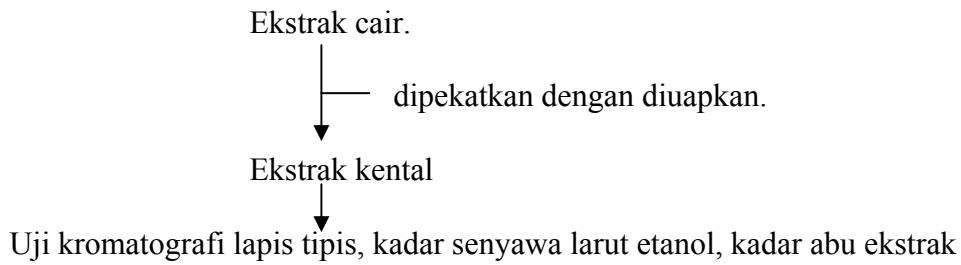 Ekstrak cair.
dipekatkan dengan diuapkan.
Ekstrak kental
Uji kromatografi lapis tipis, kadar senyawa larut etanol, kadar abu ekstrak